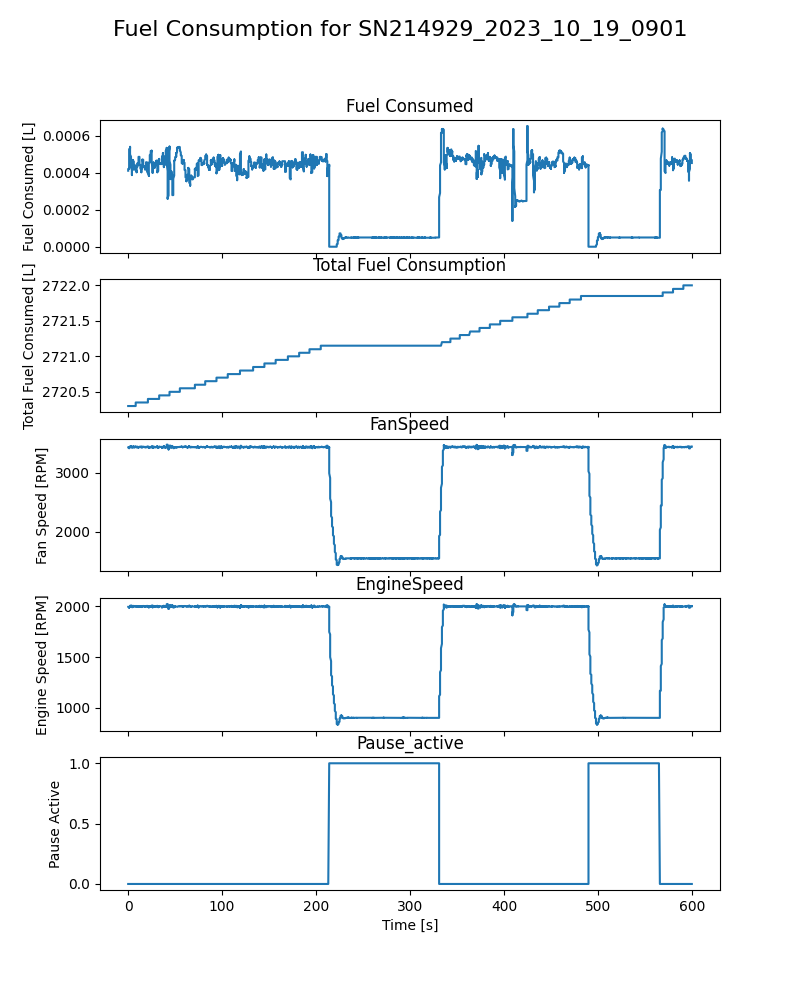 Fuel Consumption for SN214929_2023_10_19_0901
Fuel Consumed
Fuel Consumed [L]
0.0006
0.0004
0.0002
0.0000
Total Fuel Consumption
Total Fuel Consumed [L]
2722.0
2721.5
2721.0
2720.5
FanSpeed
Fan Speed [RPM]
3000
2000
EngineSpeed
Engine Speed [RPM]
2000
1500
1000
Pause_active
Pause Active
1.0
0.5
0.0
0 100 200 300 400 500 600
Time [s]